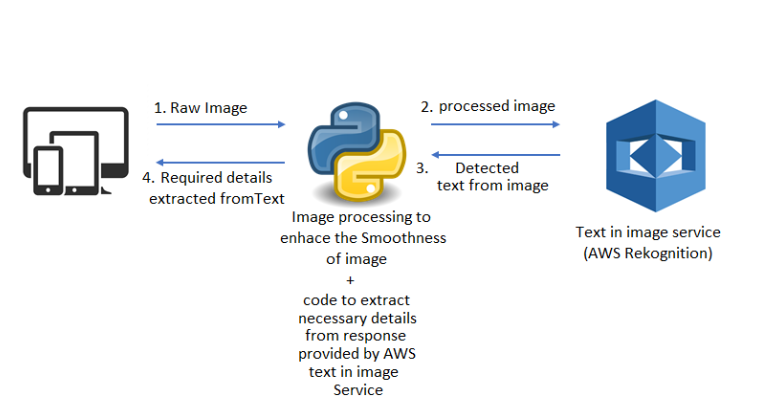 1. Raw Image
2. processed image
3. Detected
text from image
4. Required details
extracted fromText
Image processing to
enhace the Smoothness
of image
+
code to extract
necessary details
from response
provided by AWS
text in image
Service
Text in image service
(AWS Rekognition)